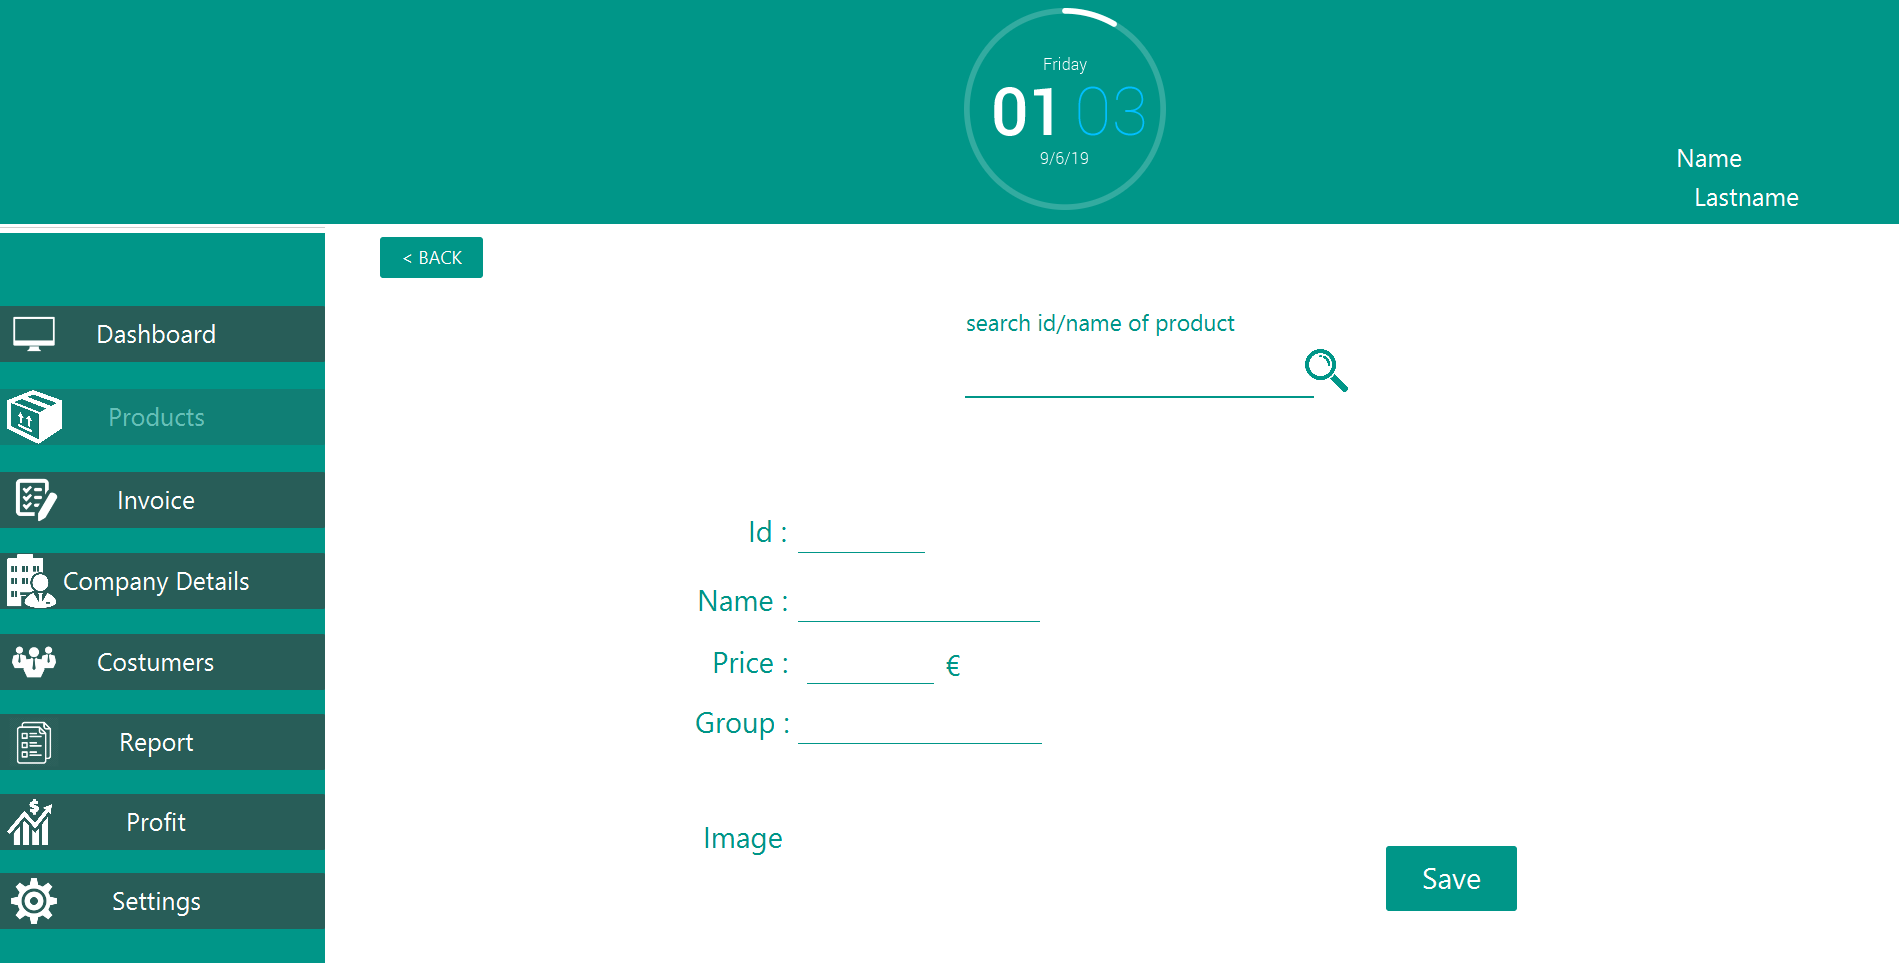 Friday
01 03
9/6/19
Name
Lastname
< BACK
search id/name of product
Dashboard
Products
Invoice
Company Details
Costumers
Report
Profit
Settings
Id :
Name :
Price : €
Group :
Image
Save